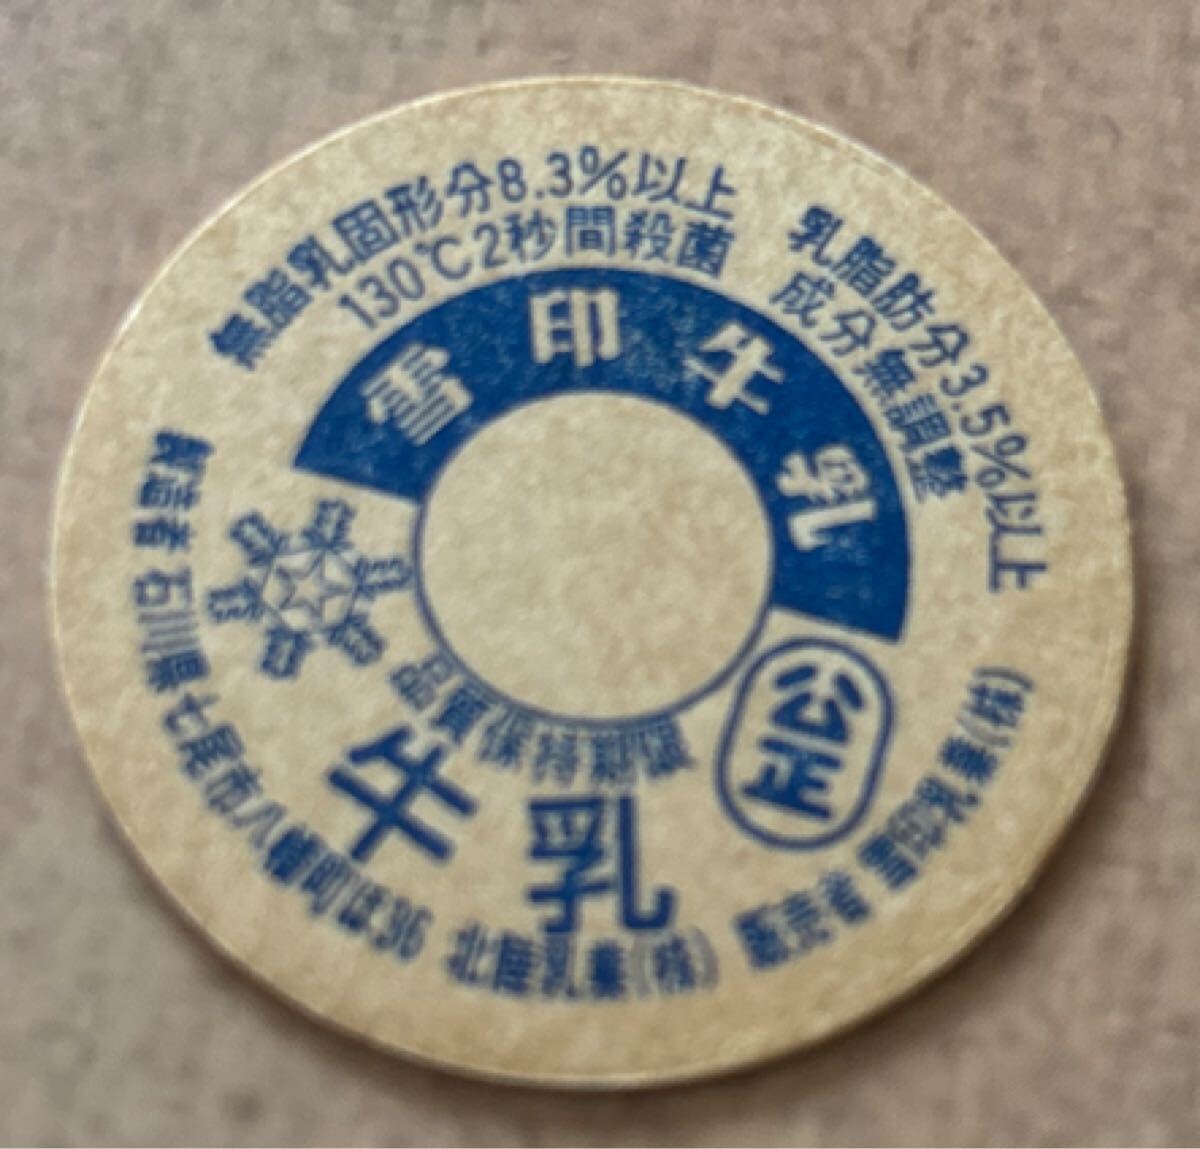 無脂乳固形分8.3%以上
130℃2秒間殺菌
乳脂肪分3.5%以上
成分無調整
雪印牛乳
公正
品質保持期限
牛乳
製造者 石川県七尾市八幡町 北陸乳業(株)
販売者 雪印乳業(株)